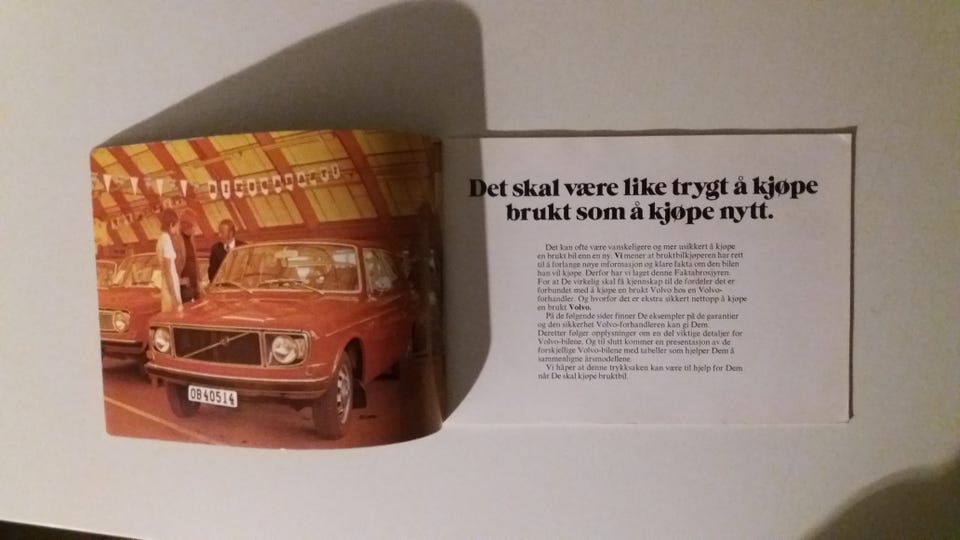 OB40514
Det skal være like trygt å kjøpe
brukt som å kjøpe nytt.
Det kan ofte være vanskeligere og mer usikkert å kjøpe
en brukt bil enn en ny. Vi mener at bruktbilkjøperen har rett
til å forlange nøye informasjon og klare fakta om den bilen
han vil kjøpe. Derfor har vi laget denne Faktabrosjyren.
For at De virkelig skal få kjennskap til de fordeler det er
forbundet med å kjøpe en brukt Volvo hos en Volvo-
forhandler. Og hvorfor det er ekstra sikkert nettopp å kjøpe
en brukt Volvo.
På de følgende sider finner De eksempler på de garantier
og den sikkerhet Volvo-forhandleren kan gi Dem.
Deretter følger opplysninger om en del viktige detaljer for
Volvo-bilene. Og til slutt kommer en presentasjon av de
forskjellige Volvo-bilene med tabeller som hjelper Dem å
sammenligne årsmodellene.
Vi håper at denne trykksaken kan være til hjelp for Dem
når De skal kjøpe bruktbil.